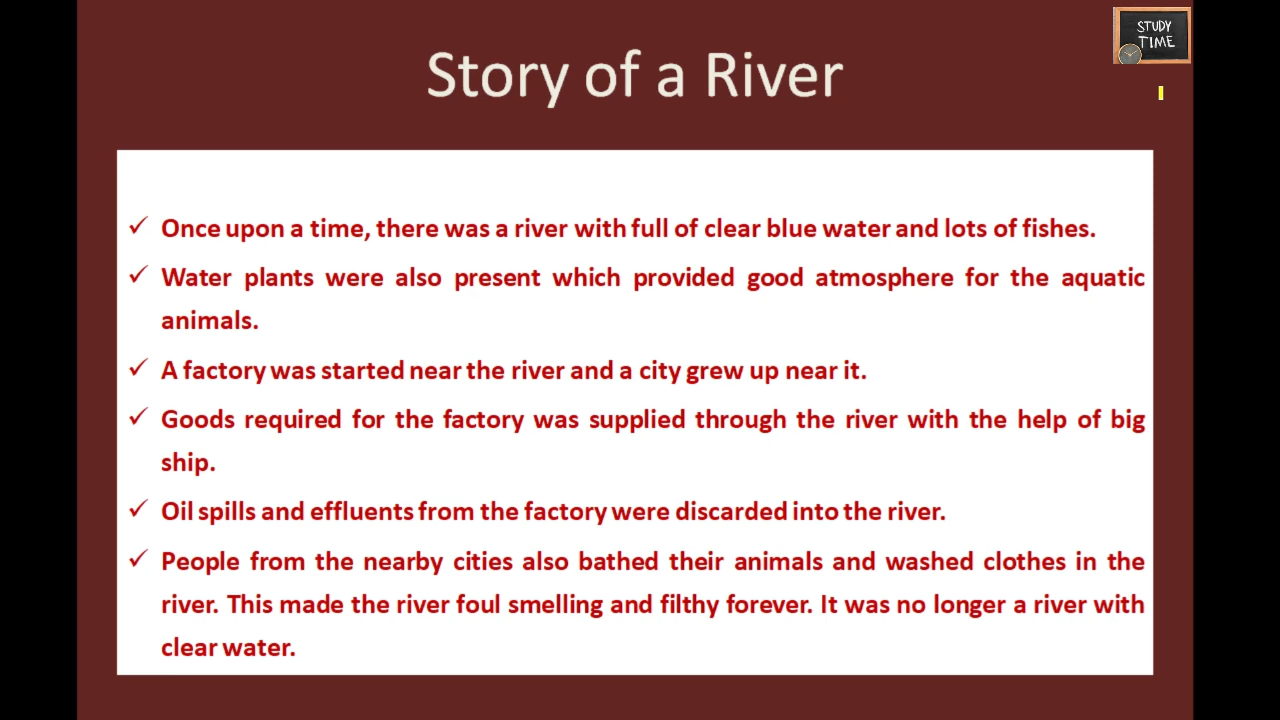 STUDY
TIME
Story of a River
✓ Once upon a time, there was a river with full of clear blue water and lots of fishes.
✓ Water plants were also present which provided good atmosphere for the aquatic
animals.
✓ A factory was started near the river and a city grew up near it.
✓ Goods required for the factory was supplied through the river with the help of big
ship.
✓ Oil spills and effluents from the factory were discarded into the river.
✓ People from the nearby cities also bathed their animals and washed clothes in the
river. This made the river foul smelling and filthy forever. It was no longer a river with
clear water.